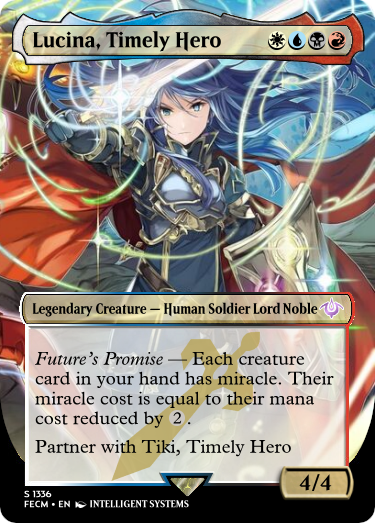 Lucina, Timely Hero
Legendary Creature — Human Soldier Lord Noble
Future's Promise — Each creature
card in your hand has miracle. Their
miracle cost is equal to their mana
cost reduced by 2.
Partner with Tiki, Timely Hero
4/4
S 1336
FECM • EN INTELLIGENT SYSTEMS